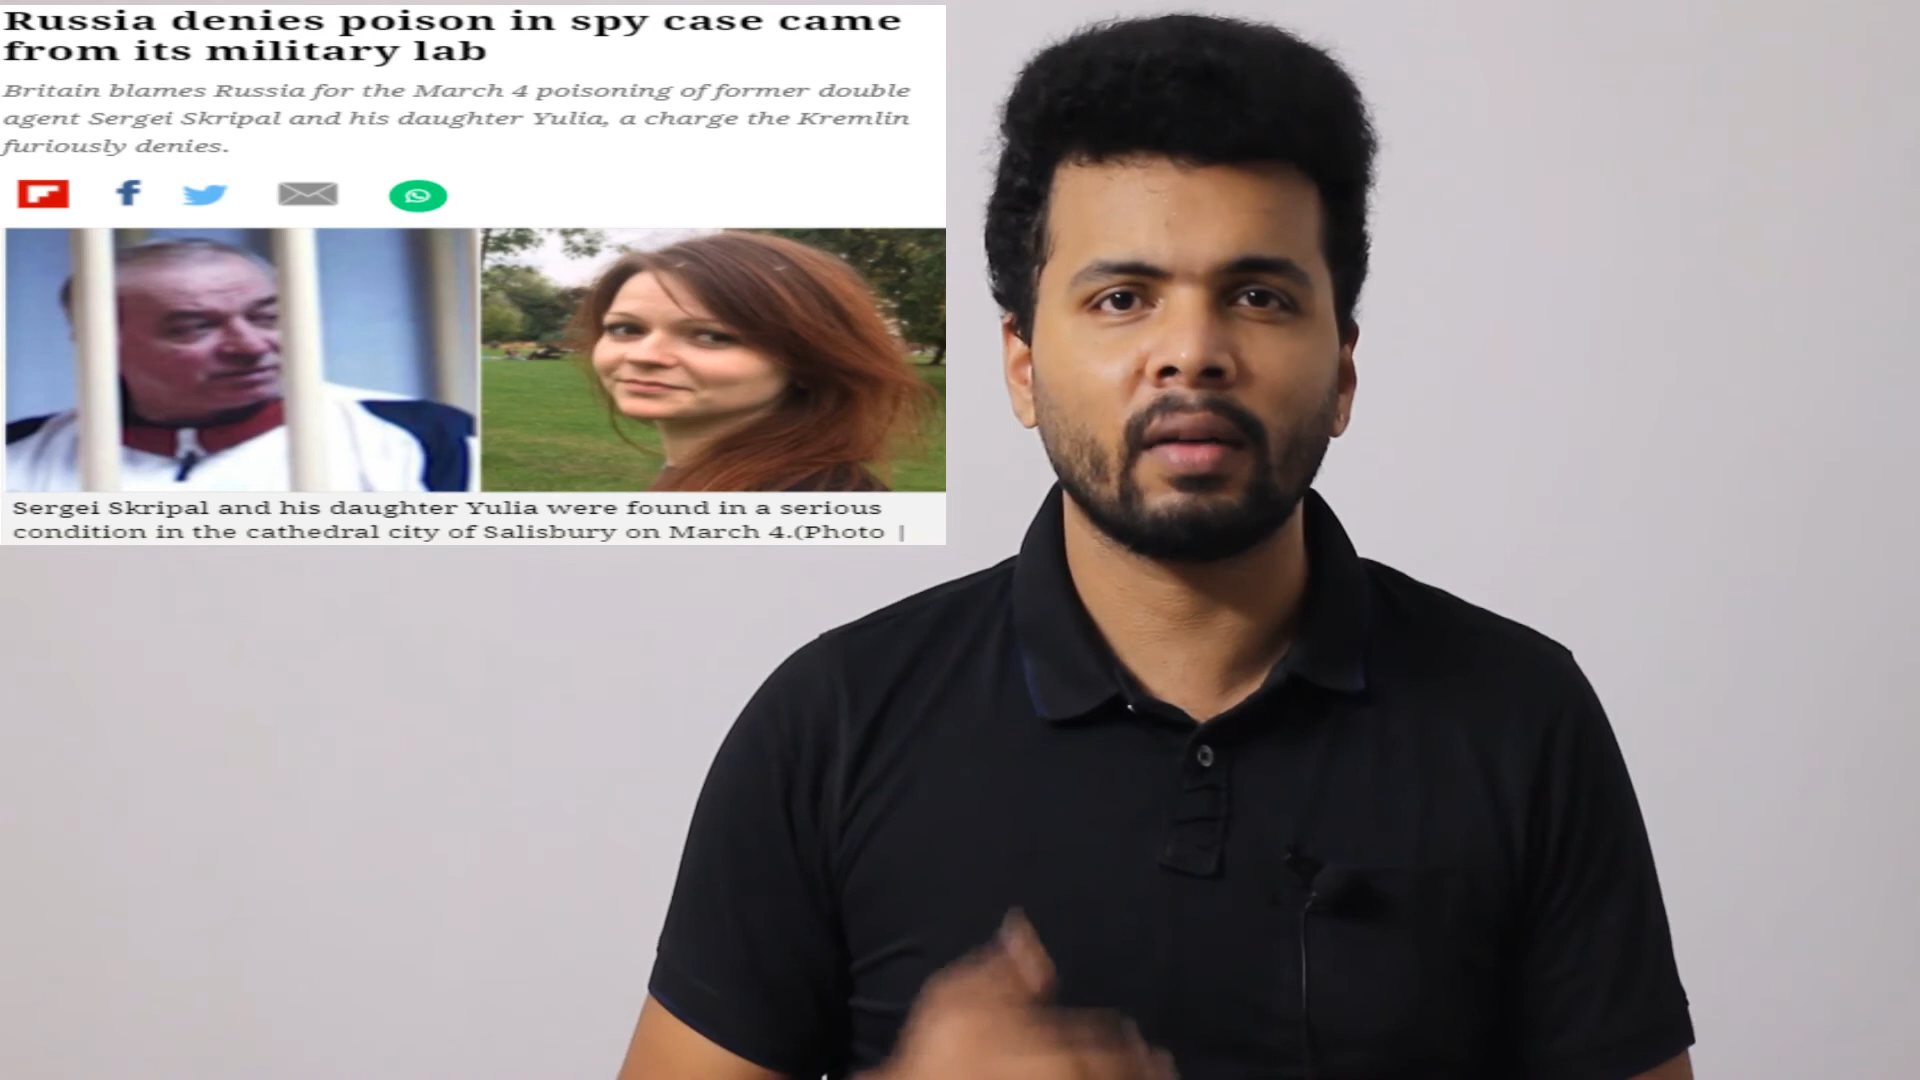 Russia denies poison in spy case came
from its military lab
Britain blames Russia for the March 4 poisoning of former double
agent Sergei Skripal and his daughter Yulia, a charge the Kremlin
furiously denies.
Sergei Skripal and his daughter Yulia were found in a serious
condition in the cathedral city of Salisbury on March 4.(Photo |